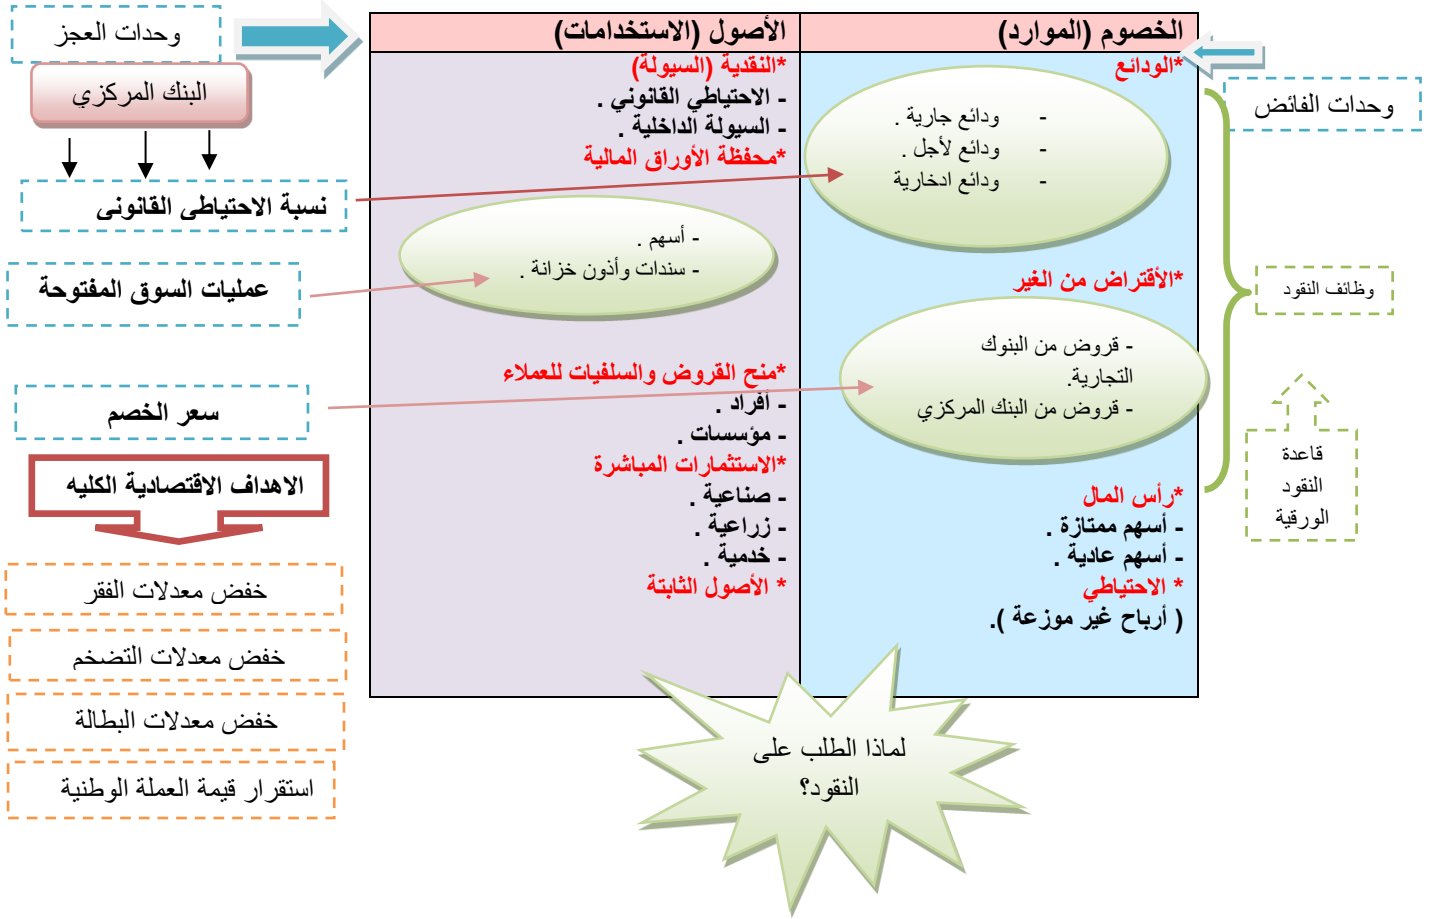 الخصوم (الموارد)
*الودائع
- ودائع جارية .
- ودائع لأجل .
- ودائع ادخارية
*الأقتراض من الغير
- قروض من البنوك
التجارية.
- قروض من البنك المركزي
*رأس المال
- أسهم ممتازة .
- أسهم عادية .
* الاحتياطي
( أرباح غير موزعة ).
الأصول (الاستخدامات)
*النقدية (السيولة)
- الاحتياطي القانوني .
- السيولة الداخلية .
*محفظة الأوراق المالية
- أسهم .
- سندات وأذون خزانة .
*منح القروض والسلفيات للعملاء
- أفراد .
- مؤسسات .
*الاستثمارات المباشرة
- صناعية .
- زراعية .
- خدمية .
* الأصول الثابتة
وحدات الفائض
وظائف النقود
قاعدة
النقود
الورقية
وحدات العجز
البنك المركزي
نسبة الاحتياطى القانونى
عمليات السوق المفتوحة
سعر الخصم
الاهداف الاقتصادية الكليه
خفض معدلات الفقر
خفض معدلات التضخم
خفض معدلات البطالة
استقرار قيمة العملة الوطنية
لماذا الطلب على
النقود؟